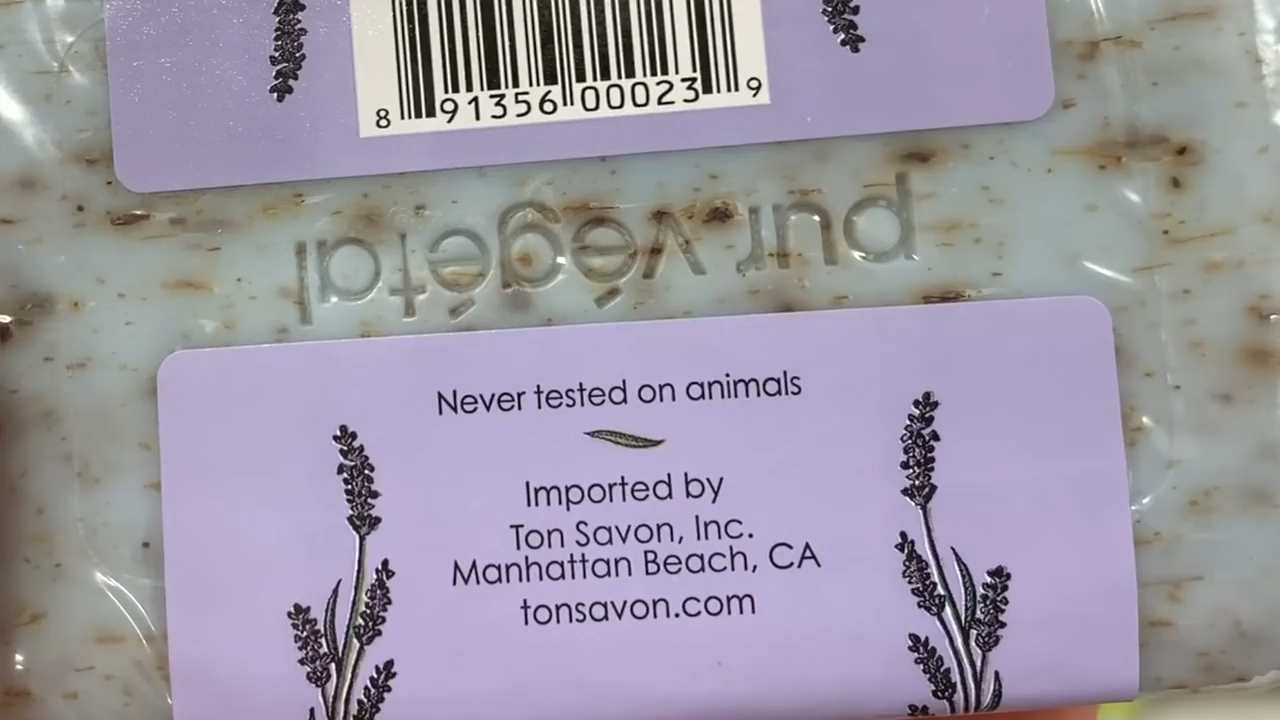 8 91356 00023 9
pur végétal
Never tested on animals
Imported by
Ton Savon, Inc.
Manhattan Beach, CA
tonsavon.com